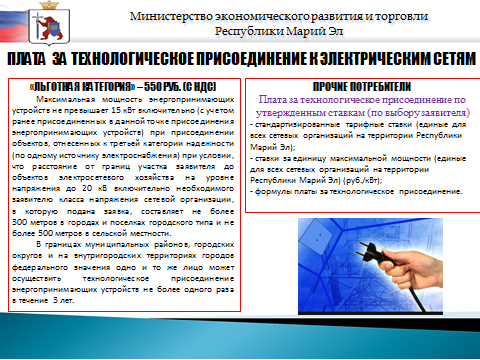 Министерство экономического развития и торговли
Республики Марий Эл
ПЛАТА ЗА ТЕХНОЛОГИЧЕСКОЕ ПРИСОЕДИНЕНИЕ К ЭЛЕКТРИЧЕСКИМ СЕТЯМ
«ЛЬГОТНАЯ КАТЕГОРИЯ» – 550 РУБ. (С НДС)
Максимальная мощность энергопринимающих
устройств не превышает 15 кВт включительно (с учетом
ранее присоединенных в данной точке присоединения
энергопринимающих устройств) при присоединении
объектов, отнесенных к третьей категории надежности
(по одному источнику электроснабжения) при условии,
что расстояние от границ участка заявителя до
объектов электросетевого хозяйства на уровне
напряжения до 20 кВ включительно необходимого
заявителю класса напряжения сетевой организации,
в которую подана заявка, составляет не более
300 метров в городах и поселках городского типа и не
более 500 метров в сельской местности.
В границах муниципальных районов, городских
округов и на внутригородских территориях городов
федерального значения одно и то же лицо может
осуществить технологическое присоединение
энергопринимающих устройств не более одного раза
в течение 3 лет.
ПРОЧИЕ ПОТРЕБИТЕЛИ
Плата за технологическое присоединение по
утвержденным ставкам (по выбору заявителя)
- стандартизированные тарифные ставки (единые для
всех сетевых организаций на территории Республики
Марий Эл);
- ставки за единицу максимальной мощности (единые
для всех сетевых организаций на территории
Республики Марий Эл) (руб./кВт);
- формулы платы за технологическое присоединение.